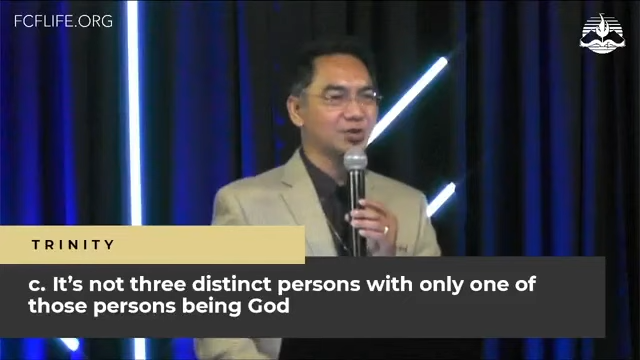 FCFLIFE.ORG
TRINITY
c. It's not three distinct persons with only one of
those persons being God